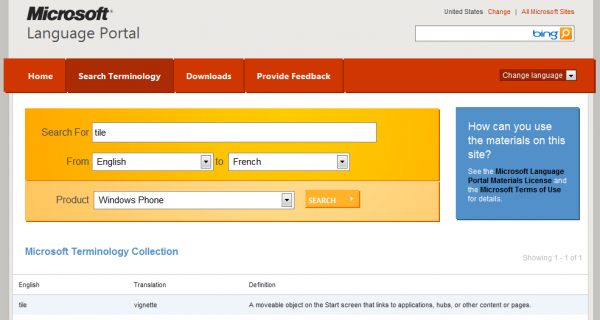 Microsoft®
Language Portal
United States Change | All Microsoft Sites
bing
Home Search Terminology Downloads Provide Feedback Change language
Search For tile
From English to French
Product Windows Phone SEARCH
How can you use
the materials on this
site?
See the Microsoft Language
Portal Materials License and
the Microsoft Terms of Use
for details.
Microsoft Terminology Collection
Showing 1 - 1 of 1
English Translation Definition
tile vignette A moveable object on the Start screen that links to applications, hubs, or other content or pages.